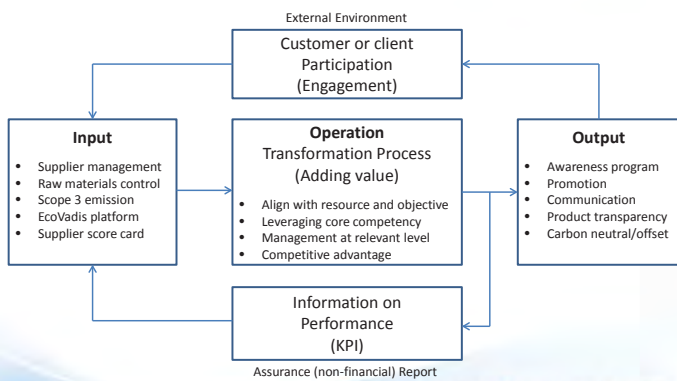 External Environment
Customer or client
Participation
(Engagement)
Input
• Supplier management
• Raw materials control
• Scope 3 emission
• EcoVadis platform
• Supplier score card
Operation
Transformation Process
(Adding value)
• Align with resource and objective
• Leveraging core competency
• Management at relevant level
• Competitive advantage
Output
• Awareness program
• Promotion
• Communication
• Product transparency
• Carbon neutral/offset
Information on
Performance
(KPI)
Assurance (non-financial) Report